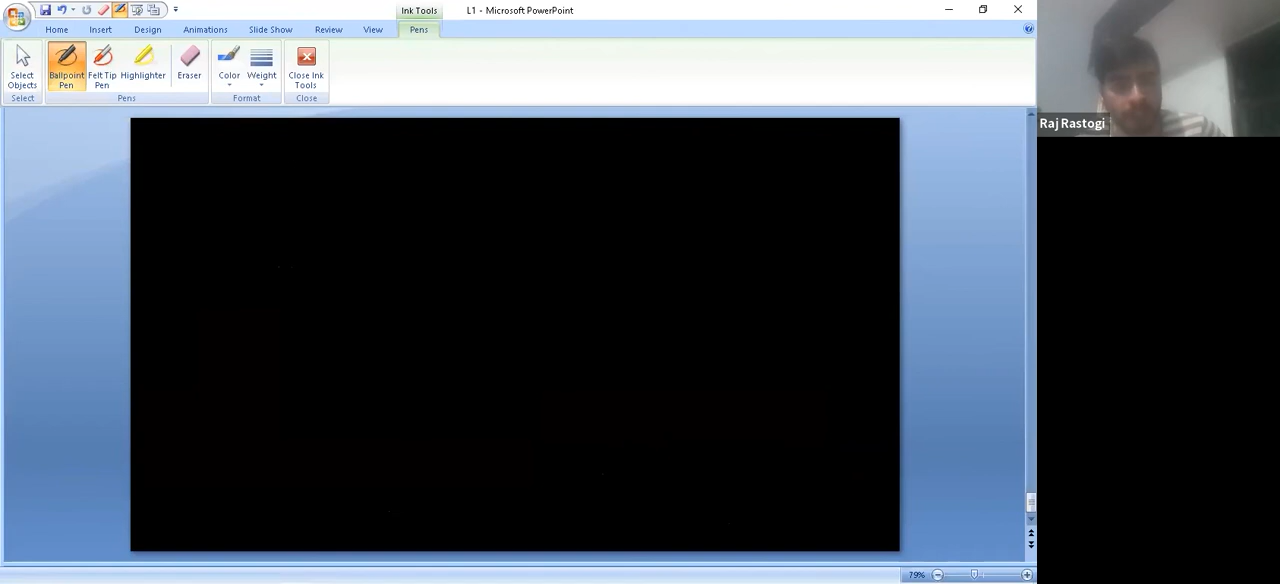 Ink Tools
L1 - Microsoft PowerPoint
Home
Insert
Design
Animations
Slide Show
Review
View
Pens
Select Objects
Ballpoint Pen
Felt Tip Pen
Highlighter
Eraser
Color
Weight
Close Ink Tools
Select
Pens
Format
Close
Raj Rastogi
79%